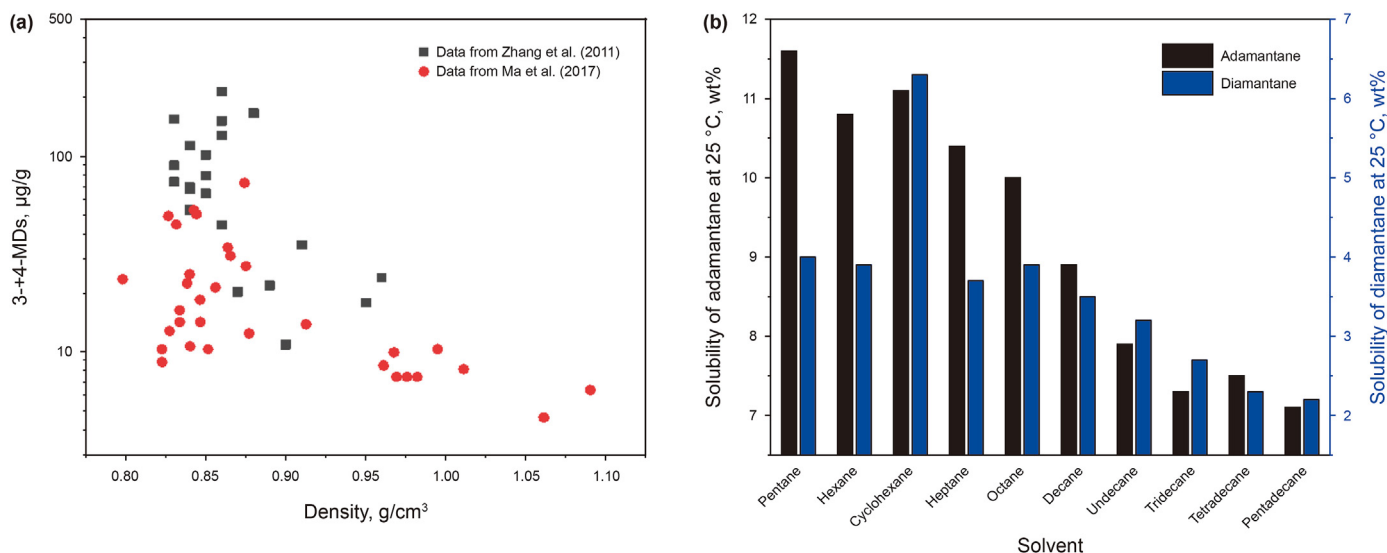 (a)
500
100
10
3-+4-MDs, µg/g
Data from Zhang et al. (2011)
Data from Ma et al. (2017)
0.80 0.85 0.90 0.95 1.00 1.05 1.10
Density, g/cm³
(b)
12
11
10
9
8
7
Solubility of adamantane at 25 °C, wt%
Adamantane
Diamantane
7
6
5
4
3
2
Solubility of diamantane at 25 °C, wt%
Pentane
Hexane
Cyclohexane
Heptane
Octane
Decane
Undecane
Tridecane
Tetradecane
Pentadecane
Solvent